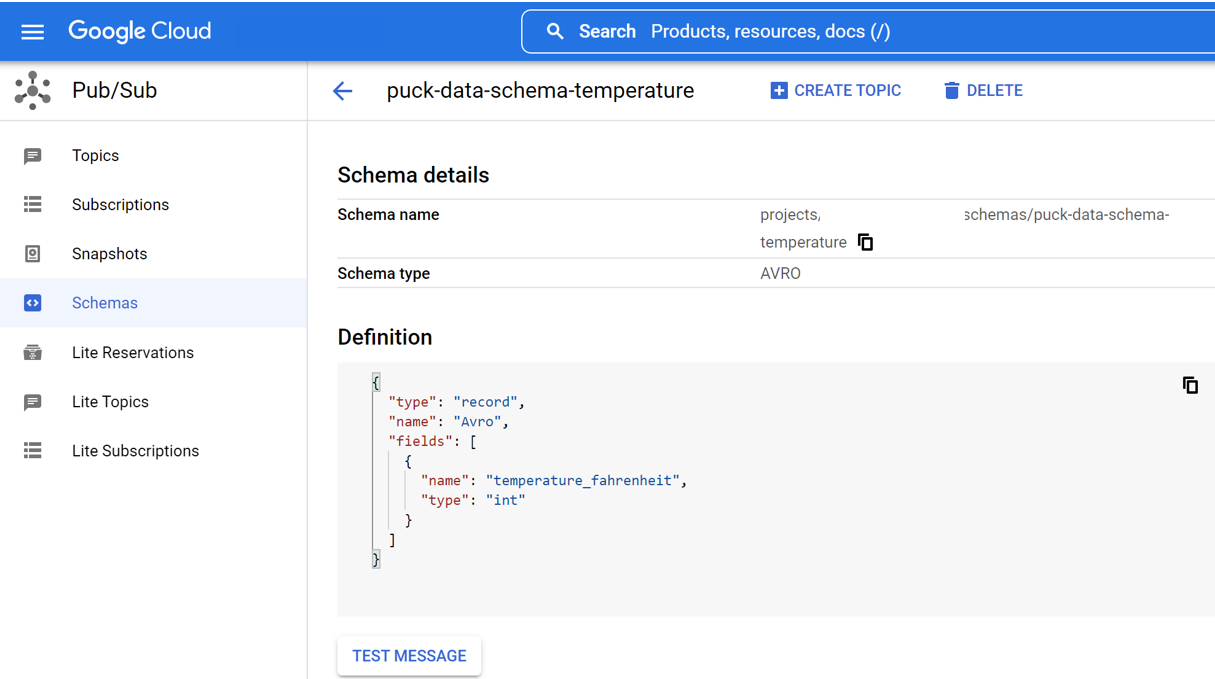 Google Cloud
Search Products, resources, docs (/)
Pub/Sub
puck-data-schema-temperature
CREATE TOPIC
DELETE
Topics
Subscriptions
Snapshots
Schemas
Lite Reservations
Lite Topics
Lite Subscriptions
Schema details
Schema name
projects, schemas/puck-data-schema-
temperature
Schema type
AVRO
Definition
{
"type": "record",
"name": "Avro",
"fields": [
{
"name": "temperature_fahrenheit",
"type": "int"
}
]
}
TEST MESSAGE